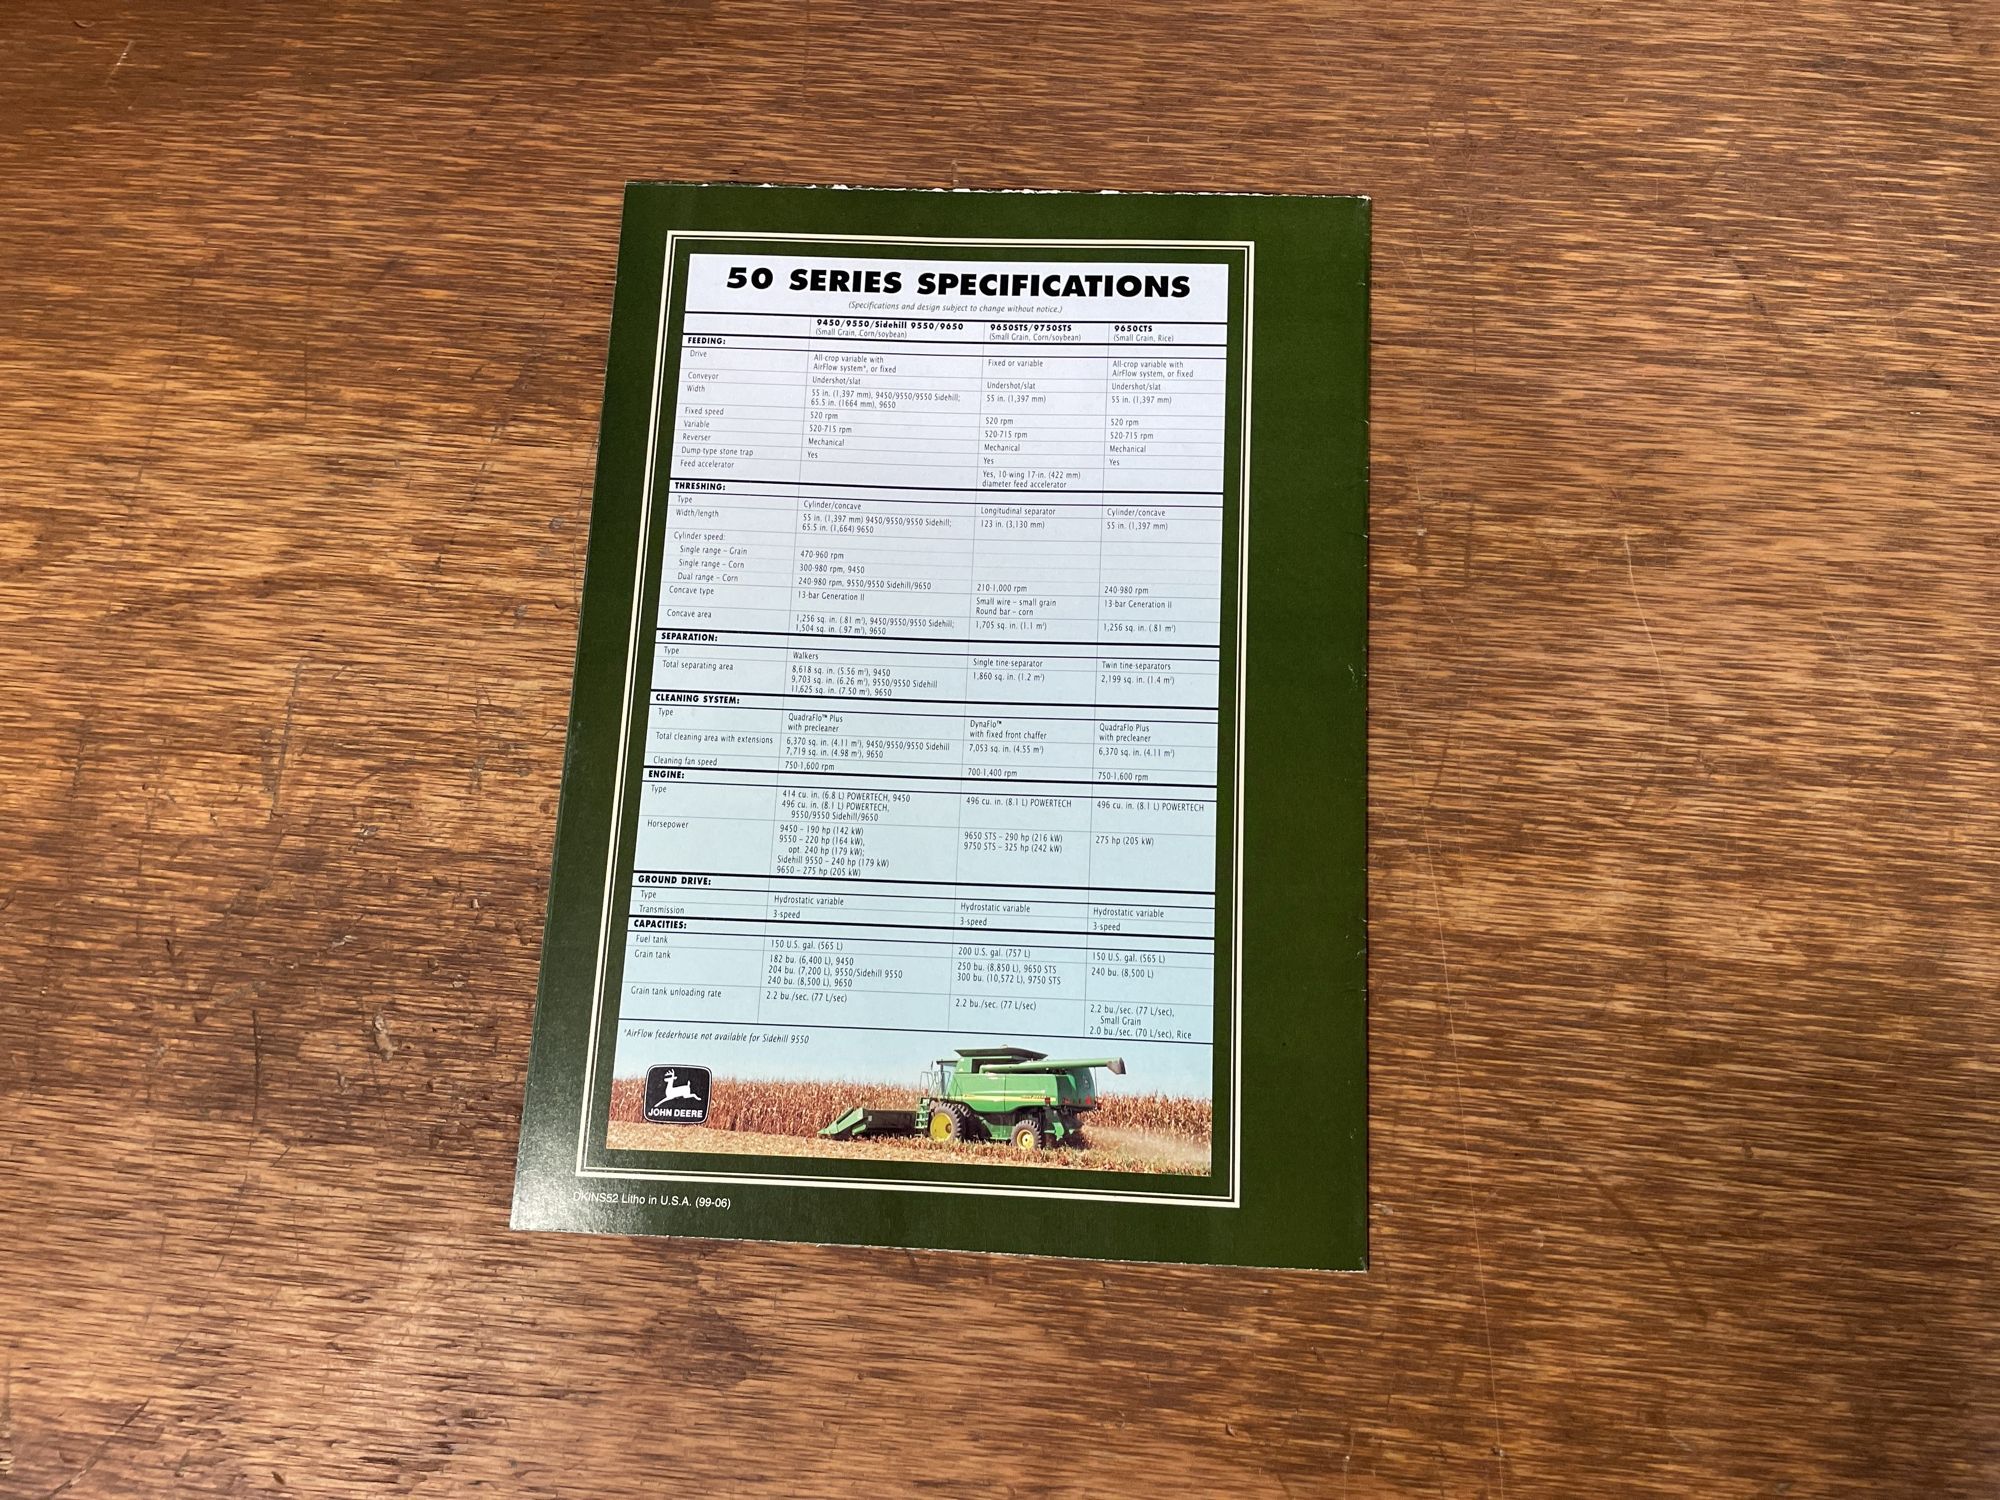 50 SERIES SPECIFICATIONS
(Specifications and design subject to change without notice.)
9450/9550/Sidehill 9550/9650 9650STS/9750STS 9650CTS
(Small Grain, Corn/soybean) (Small Grain, Corn/soybean) (Small Grain, Rice)
FEEDING:
Drive All-crop variable with Fixed or variable All-crop variable with
AirFlow system*, or fixed AirFlow system, or fixed
Conveyor Undershot/slat Undershot/slat Undershot/slat
Width 55 in. (1,397 mm), 9450/9550/9550 Sidehill; 55 in. (1,397 mm) 55 in. (1,397 mm)
65.5 in. (1664 mm), 9650
Fixed speed 520 rpm 520 rpm 520 rpm
Variable 520-715 rpm 520-715 rpm 520-715 rpm
Reverser Mechanical Mechanical Mechanical
Dump-type stone trap Yes Yes Yes
Feed accelerator Yes, 10-wing 17-in. (422 mm)
diameter feed accelerator
THRESHING:
Type Cylinder/concave Longitudinal separator Cylinder/concave
Width/length 55 in. (1,397 mm) 9450/9550/9550 Sidehill; 123 in. (3,130 mm) 55 in. (1,397 mm)
65.5 in. (1,664) 9650
Cylinder speed:
Single range – Grain 470-960 rpm
Single range – Corn 300-980 rpm, 9450
Dual range – Corn 240-980 rpm, 9550/9550 Sidehill/9650 210-1,000 rpm 240-980 rpm
Concave type 13-bar Generation II Small wire – small grain 13-bar Generation II
Round bar – corn
Concave area 1,256 sq. in. (.81 m²), 9450/9550/9550 Sidehill; 1,705 sq. in. (1.1 m²) 1,256 sq. in. (.81 m²)
1,504 sq. in. (.97 m²), 9650
SEPARATION:
Type Walkers Single tine-separator Twin tine-separators
Total separating area 8,618 sq. in. (5.56 m²), 9450 1,860 sq. in. (1.2 m²) 2,199 sq. in. (1.4 m²)
9,703 sq. in. (6.26 m²), 9550/9550 Sidehill
11,625 sq. in. (7.50 m²), 9650
CLEANING SYSTEM:
Type QuadraFlo™ Plus DynaFlo™ QuadraFlo Plus
with precleaner with fixed front chaffer with precleaner
Total cleaning area with extensions 6,370 sq. in. (4.11 m²), 9450/9550/9550 Sidehill 7,053 sq. in. (4.55 m²) 6,370 sq. in. (4.11 m²)
7,719 sq. in. (4.98 m²), 9650
Cleaning fan speed 750-1,600 rpm 700-1,400 rpm 750-1,600 rpm
ENGINE:
Type 414 cu. in. (6.8 L) POWERTECH, 9450 496 cu. in. (8.1 L) POWERTECH 496 cu. in. (8.1 L) POWERTECH
496 cu. in. (8.1 L) POWERTECH,
9550/9550 Sidehill/9650
Horsepower 9450 – 190 hp (142 kW) 9650 STS – 290 hp (216 kW) 275 hp (205 kW)
9550 – 220 hp (164 kW), 9750 STS – 325 hp (242 kW)
opt. 240 hp (179 kW);
Sidehill 9550 – 240 hp (179 kW)
9650 – 275 hp (205 kW)
GROUND DRIVE:
Type Hydrostatic variable Hydrostatic variable Hydrostatic variable
Transmission 3-speed 3-speed 3-speed
CAPACITIES:
Fuel tank 150 U.S. gal. (565 L) 200 U.S. gal. (757 L) 150 U.S. gal. (565 L)
Grain tank 182 bu. (6,400 L), 9450 250 bu. (8,850 L), 9650 STS 240 bu. (8,500 L)
204 bu. (7,200 L), 9550/Sidehill 9550 300 bu. (10,572 L), 9750 STS
240 bu. (8,500 L), 9650
Grain tank unloading rate 2.2 bu./sec. (77 L/sec) 2.2 bu./sec. (77 L/sec) 2.2 bu./sec. (77 L/sec),
Small Grain
2.0 bu./sec. (70 L/sec), Rice
*AirFlow feederhouse not available for Sidehill 9550
JOHN DEERE
DKINS52 Litho in U.S.A. (99-06)